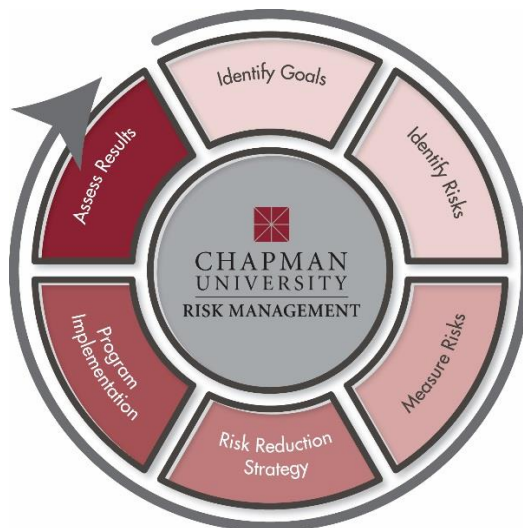 Identify Goals
Identify Risks
Measure Risks
Risk Reduction
Strategy
Program
Implementation
Assess Results
CHAPMAN
UNIVERSITY
RISK MANAGEMENT